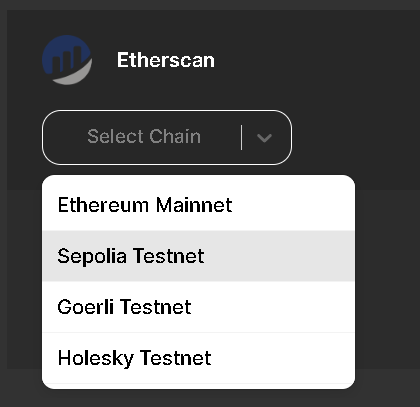 Etherscan
Select Chain
Ethereum Mainnet
Sepolia Testnet
Goerli Testnet
Holesky Testnet